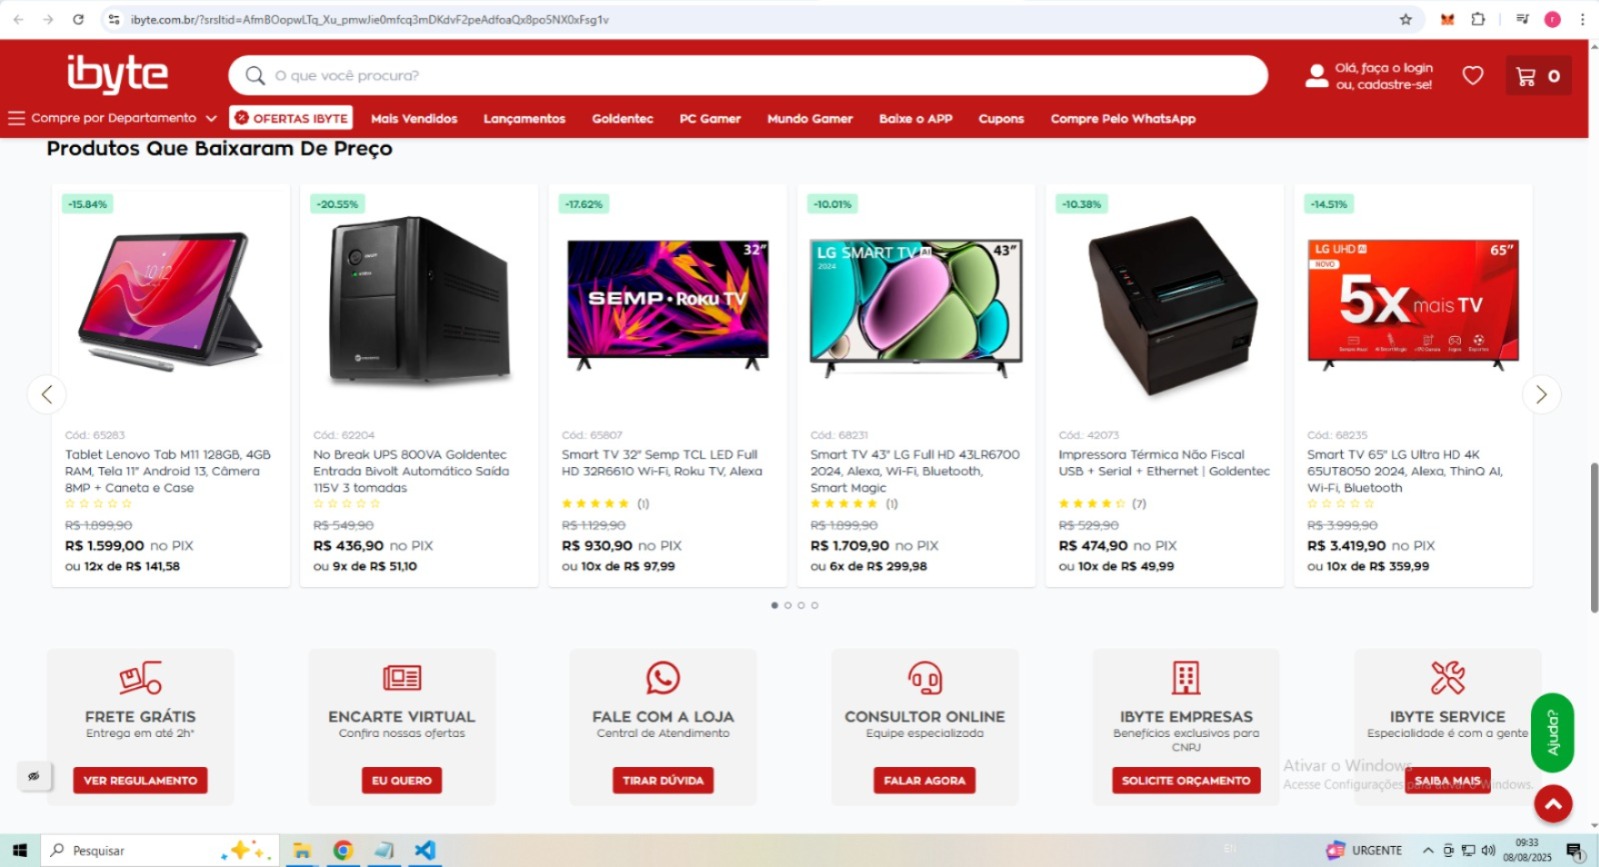 ibyte.com.br/?srsltid=AfmBOopwLTq_Xu_pmwJie0mfcq3mDKdvF2peAdfoaQx8po5NX0xFsg1v
ibyte
O que você procura?
Olá, faça o login
ou, cadastre-se!
0
Compre por Departamento
OFERTAS IBYTE
Mais Vendidos
Lançamentos
Goldentec
PC Gamer
Mundo Gamer
Baixe o APP
Cupons
Compre Pelo WhatsApp
Produtos Que Baixaram De Preço
-15.84%
10:12
Cód.: 65283
Tablet Lenovo Tab M11 128GB, 4GB
RAM, Tela 11" Android 13, Câmera
8MP + Caneta e Case
R$ 1.899,90
R$ 1.599,00 no PIX
ou 12x de R$ 141,58
-20.55%
Cód.: 62204
No Break UPS 800VA Goldentec
Entrada Bivolt Automático Saída
115V 3 tomadas
R$ 549,90
R$ 436,90 no PIX
ou 9x de R$ 51,10
-17.62%
32"
SEMP • Roku TV
Cód.: 65807
Smart TV 32" Semp TCL LED Full
HD 32R6610 Wi-Fi, Roku TV, Alexa
(1)
R$ 1.129,90
R$ 930,90 no PIX
ou 10x de R$ 97,99
-10.01%
LG SMART TV AI
2024
43"
Cód.: 68231
Smart TV 43" LG Full HD 43LR6700
2024, Alexa, Wi-Fi, Bluetooth,
Smart Magic
(1)
R$ 1.899,90
R$ 1.709,90 no PIX
ou 6x de R$ 299,98
-10.38%
Cód.: 42073
Impressora Térmica Não Fiscal
USB + Serial + Ethernet | Goldentec
(7)
R$ 529,90
R$ 474,90 no PIX
ou 10x de R$ 49,99
-14.51%
LG UHD AI
NOVO
65"
5x mais TV
Cód.: 68235
Smart TV 65" LG Ultra HD 4K
65UT8050 2024, Alexa, ThinQ AI,
Wi-Fi, Bluetooth
R$ 3.999,90
R$ 3.419,90 no PIX
ou 10x de R$ 359,99
FRETE GRÁTIS
Entrega em até 2h*
VER REGULAMENTO
ENCARTE VIRTUAL
Confira nossas ofertas
EU QUERO
FALE COM A LOJA
Central de Atendimento
TIRAR DÚVIDA
CONSULTOR ONLINE
Equipe especializada
FALAR AGORA
IBYTE EMPRESAS
Benefícios exclusivos para
CNPJ
SOLICITE ORÇAMENTO
IBYTE SERVICE
Especialidade é com a gente
SAIBA MAIS
Ajuda?
Ativar o Windows
Acesse Configurações para ativar o Windows.
Pesquisar
URGENTE
09:33
08/08/2025